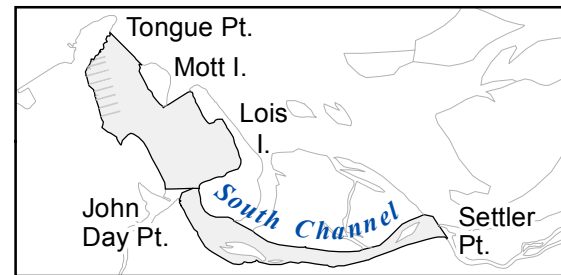 Tongue Pt.
Mott I.
Lois
I.
South Channel
John
Day Pt.
Settler
Pt.